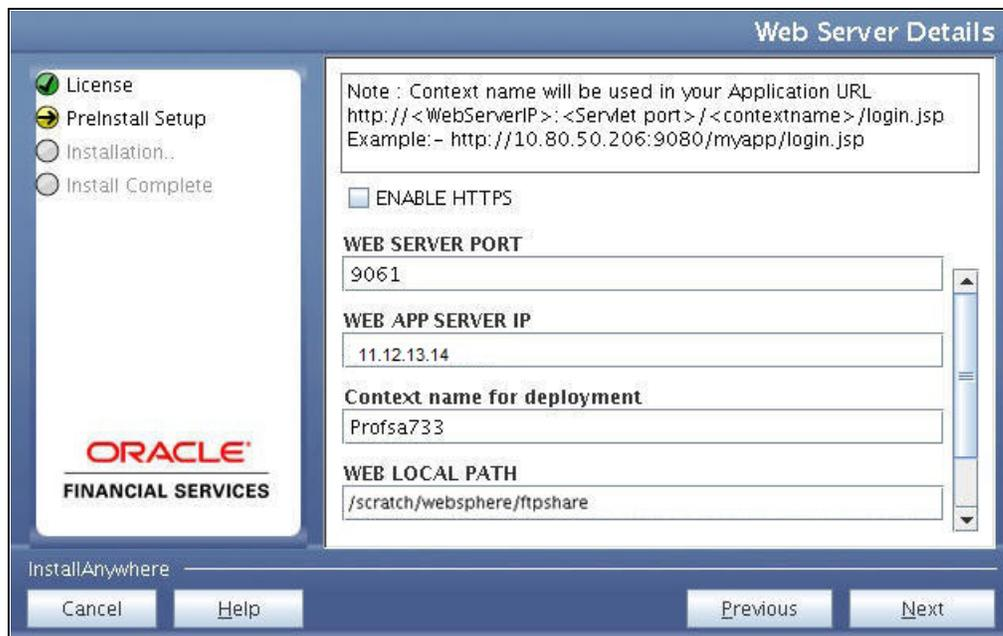 Web Server Details
License
PreInstall Setup
Installation..
Install Complete
ORACLE
FINANCIAL SERVICES
Note : Context name will be used in your Application URL
http://<WebServerIP>:<Servlet port>/<contextname>/login.jsp
Example:- http://10.80.50.206:9080/myapp/login.jsp
ENABLE HTTPS
WEB SERVER PORT
9061
WEB APP SERVER IP
11.12.13.14
Context name for deployment
Profsa733
WEB LOCAL PATH
/scratch/websphere/ftpshare
InstallAnywhere
Cancel
Help
Previous
Next